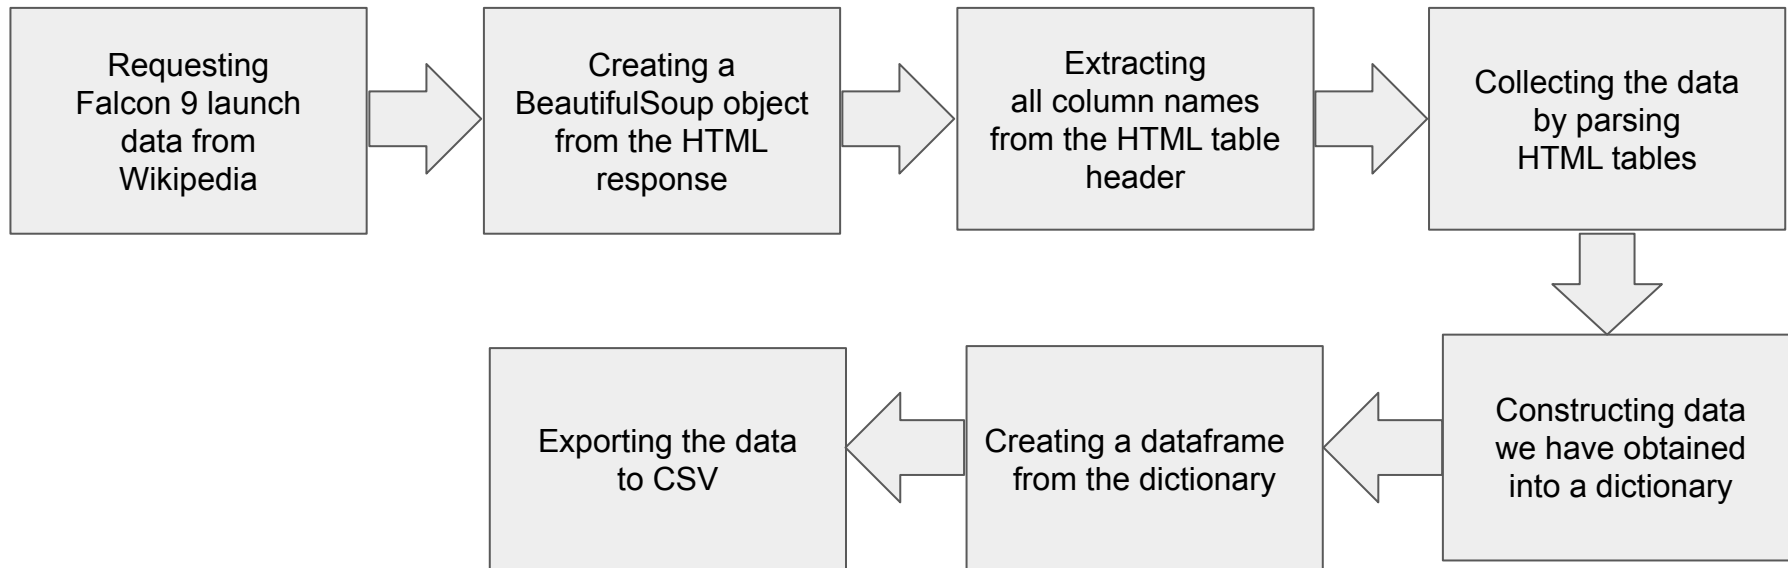 Requesting
Falcon 9 launch
data from
Wikipedia
Creating a
BeautifulSoup object
from the HTML
response
Extracting
all column names
from the HTML table
header
Collecting the data
by parsing
HTML tables
Constructing data
we have obtained
into a dictionary
Creating a dataframe
from the dictionary
Exporting the data
to CSV